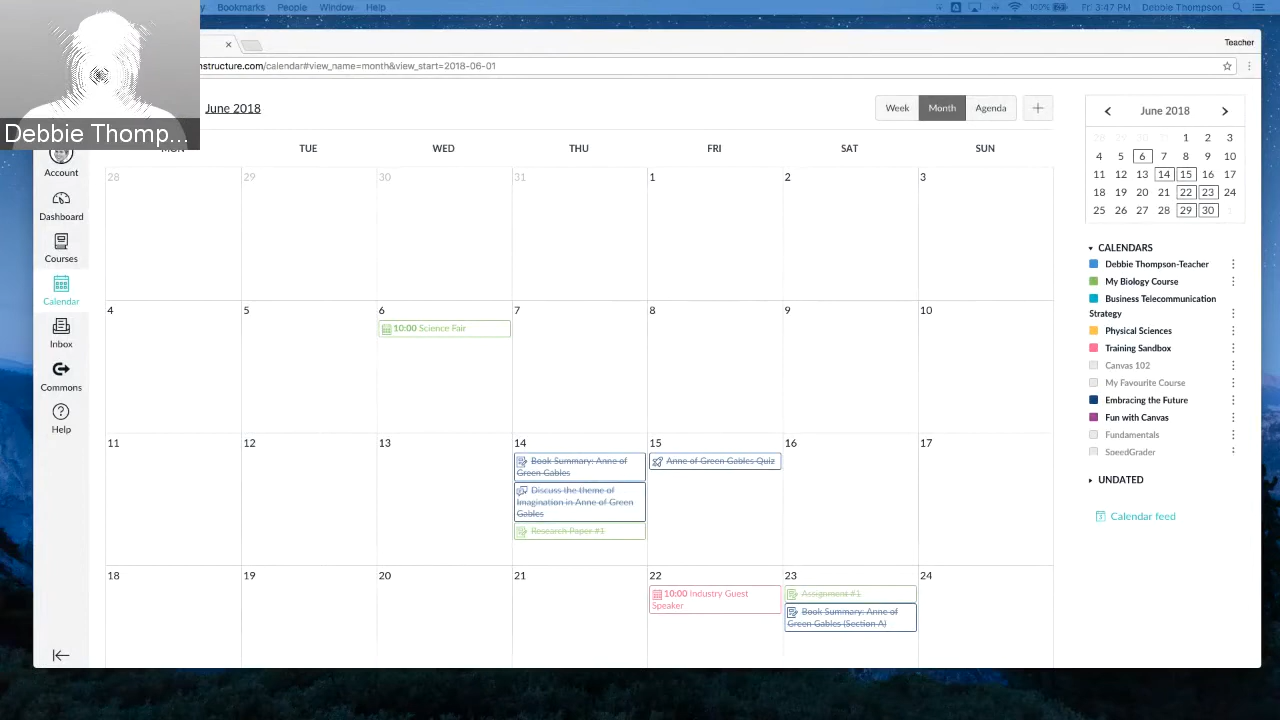 Bookmarks People Window Help
100% Fri 3:47 PM Debbie Thompson
Teacher
nstructure.com/calendar#view_name=month&view_start=2018-06-01
Debbie Thomp...
June 2018
Week Month Agenda
MON TUE WED THU FRI SAT SUN
28 29 30 31 1 2 3
4 5 6 7 8 9 10
10:00 Science Fair
11 12 13 14 15 16 17
Book Summary: Anne of
Green Gables
Discuss the theme of
Imagination in Anne of Green
Gables
Research Paper #1
Anne of Green Gables Quiz
18 19 20 21 22 23 24
10:00 Industry Guest
Speaker
Assignment #1
Book Summary: Anne of
Green Gables (Section A)
Account
Dashboard
Courses
Calendar
Inbox
Commons
Help
June 2018
28 29 30 31 1 2 3
4 5 6 7 8 9 10
11 12 13 14 15 16 17
18 19 20 21 22 23 24
25 26 27 28 29 30 1
CALENDARS
Debbie Thompson-Teacher
My Biology Course
Business Telecommunication
Strategy
Physical Sciences
Training Sandbox
Canvas 102
My Favourite Course
Embracing the Future
Fun with Canvas
Fundamentals
SpeedGrader
UNDATED
Calendar feed